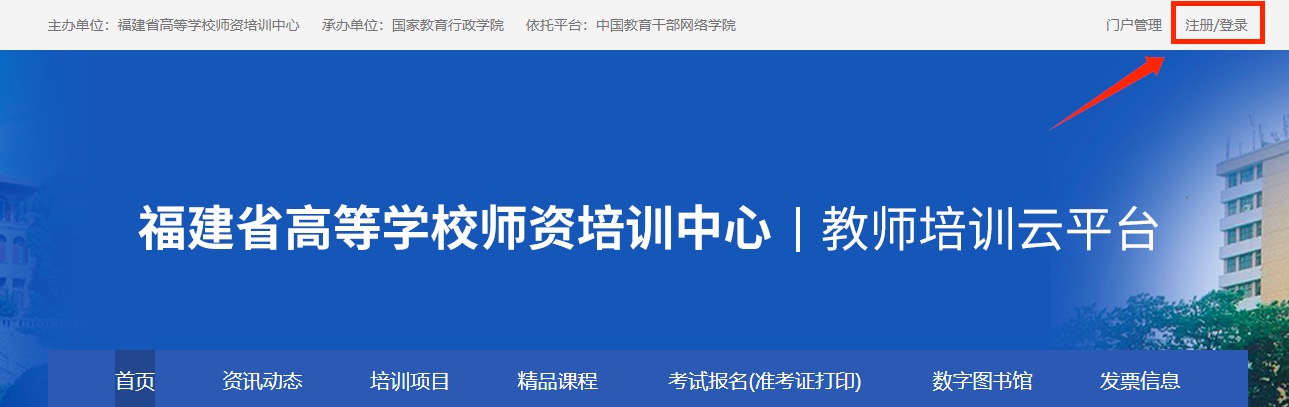 主办单位：福建省高等学校师资培训中心 承办单位：国家教育行政学院 依托平台：中国教育干部网络学院 门户管理 注册/登录
福建省高等学校师资培训中心 | 教师培训云平台
首页 资讯动态 培训项目 精品课程 考试报名(准考证打印) 数字图书馆 发票信息